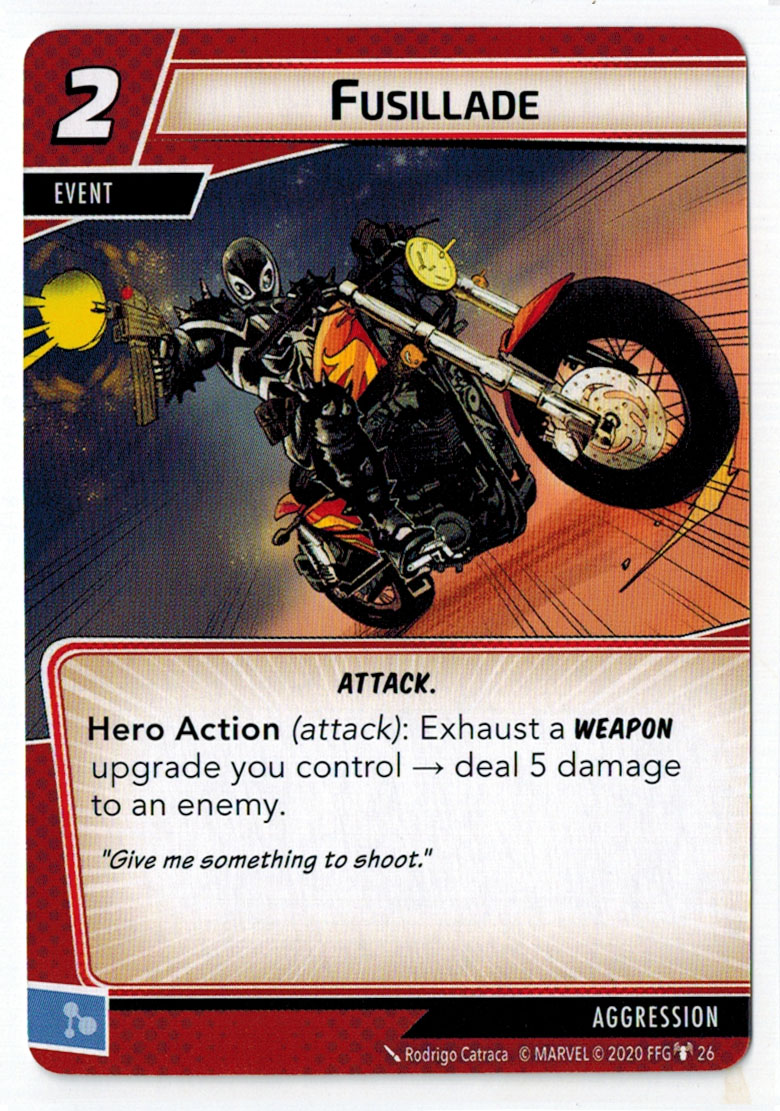 2
FUSILLADE
EVENT
ATTACK.
Hero Action (attack): Exhaust a WEAPON
upgrade you control → deal 5 damage
to an enemy.
"Give me something to shoot."
AGGRESSION
Rodrigo Catraca © MARVEL © 2020 FFG 26